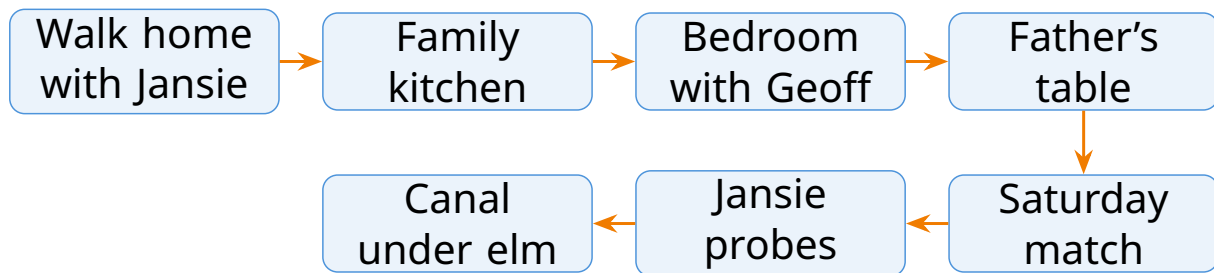 Walk home
with Jansie
Family
kitchen
Bedroom
with Geoff
Father’s
table
Saturday
match
Jansie
probes
Canal
under elm